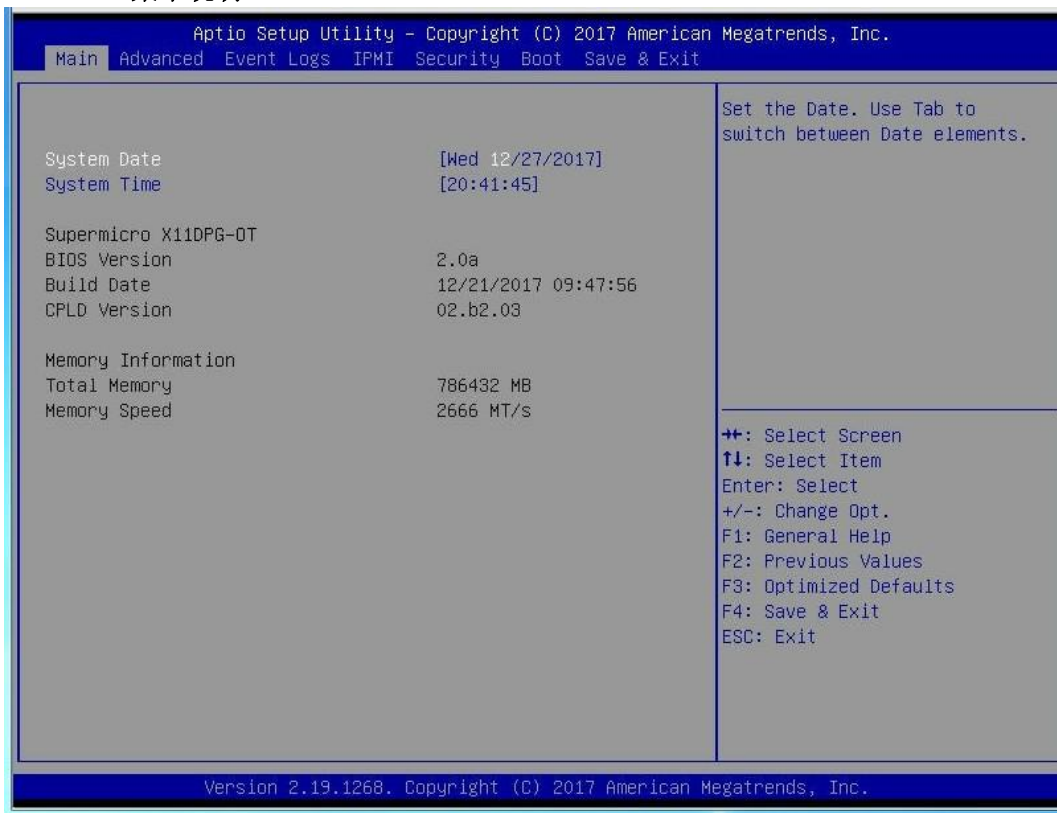 Aptio Setup Utility – Copyright (C) 2017 American Megatrends, Inc.
Main Advanced Event Logs IPMI Security Boot Save & Exit
Set the Date. Use Tab to
switch between Date elements.
System Date [Wed 12/27/2017]
System Time [20:41:45]
Supermicro X11DPG-OT
BIOS Version 2.0a
Build Date 12/21/2017 09:47:56
CPLD Version 02.b2.03
Memory Information
Total Memory 786432 MB
Memory Speed 2666 MT/s
→←: Select Screen
↑↓: Select Item
Enter: Select
+/-: Change Opt.
F1: General Help
F2: Previous Values
F3: Optimized Defaults
F4: Save & Exit
ESC: Exit
Version 2.19.1268. Copyright (C) 2017 American Megatrends, Inc.